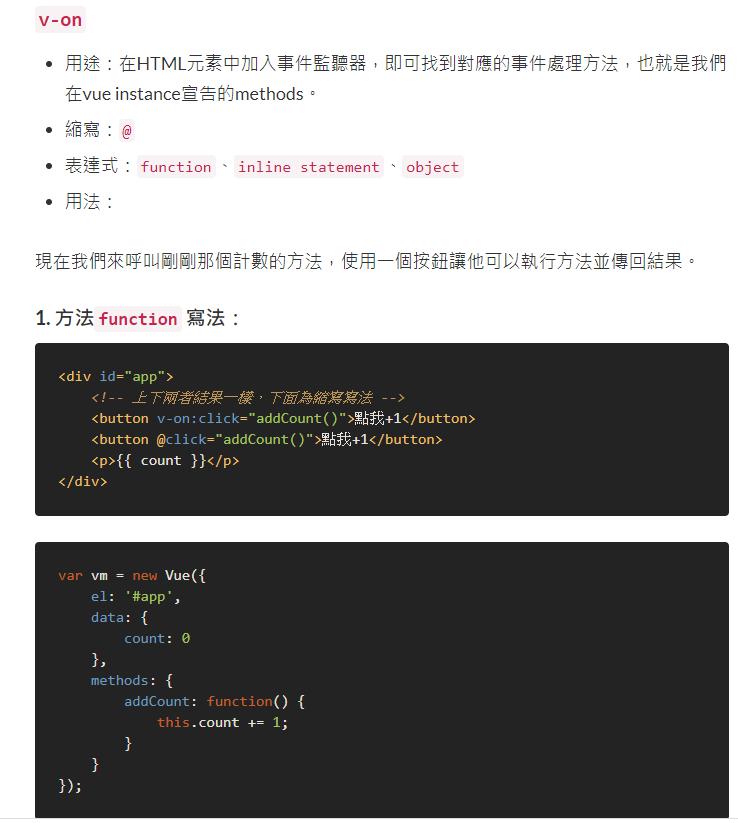 v-on
用途：在HTML元素中加入事件監聽器，即可找到對應的事件處理方法，也就是我們
在vue instance宣告的methods。
縮寫：@
表達式：function、inline statement、object
用法：
現在我們來呼叫剛剛那個計數的方法，使用一個按鈕讓他可以執行方法並傳回結果。
1. 方法function 寫法：
<div id="app">
    <!-- 上下兩者結果一樣，下面為縮寫寫法 -->
    <button v-on:click="addCount()">點我+1</button>
    <button @click="addCount()">點我+1</button>
    <p>{{ count }}</p>
</div>
var vm = new Vue({
    el: '#app',
    data: {
        count: 0
    },
    methods: {
        addCount: function() {
            this.count += 1;
        }
    }
});